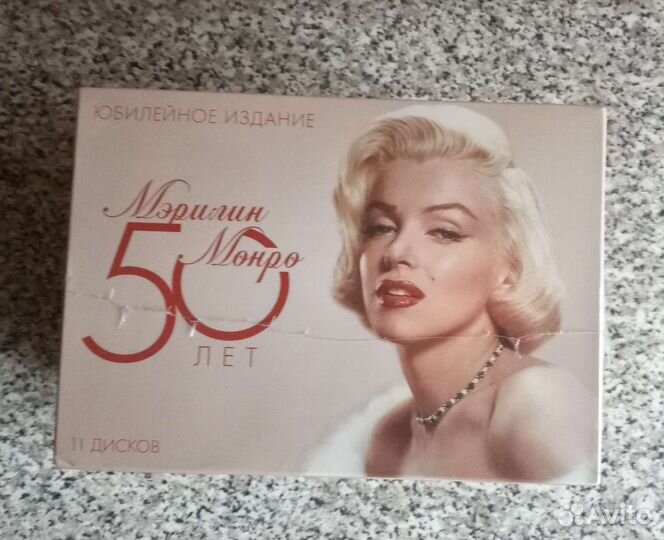 ЮБИЛЕЙНОЕ ИЗДАНИЕ
Мэрилин
Монро
50
ЛЕТ
11 ДИСКОВ
Avito